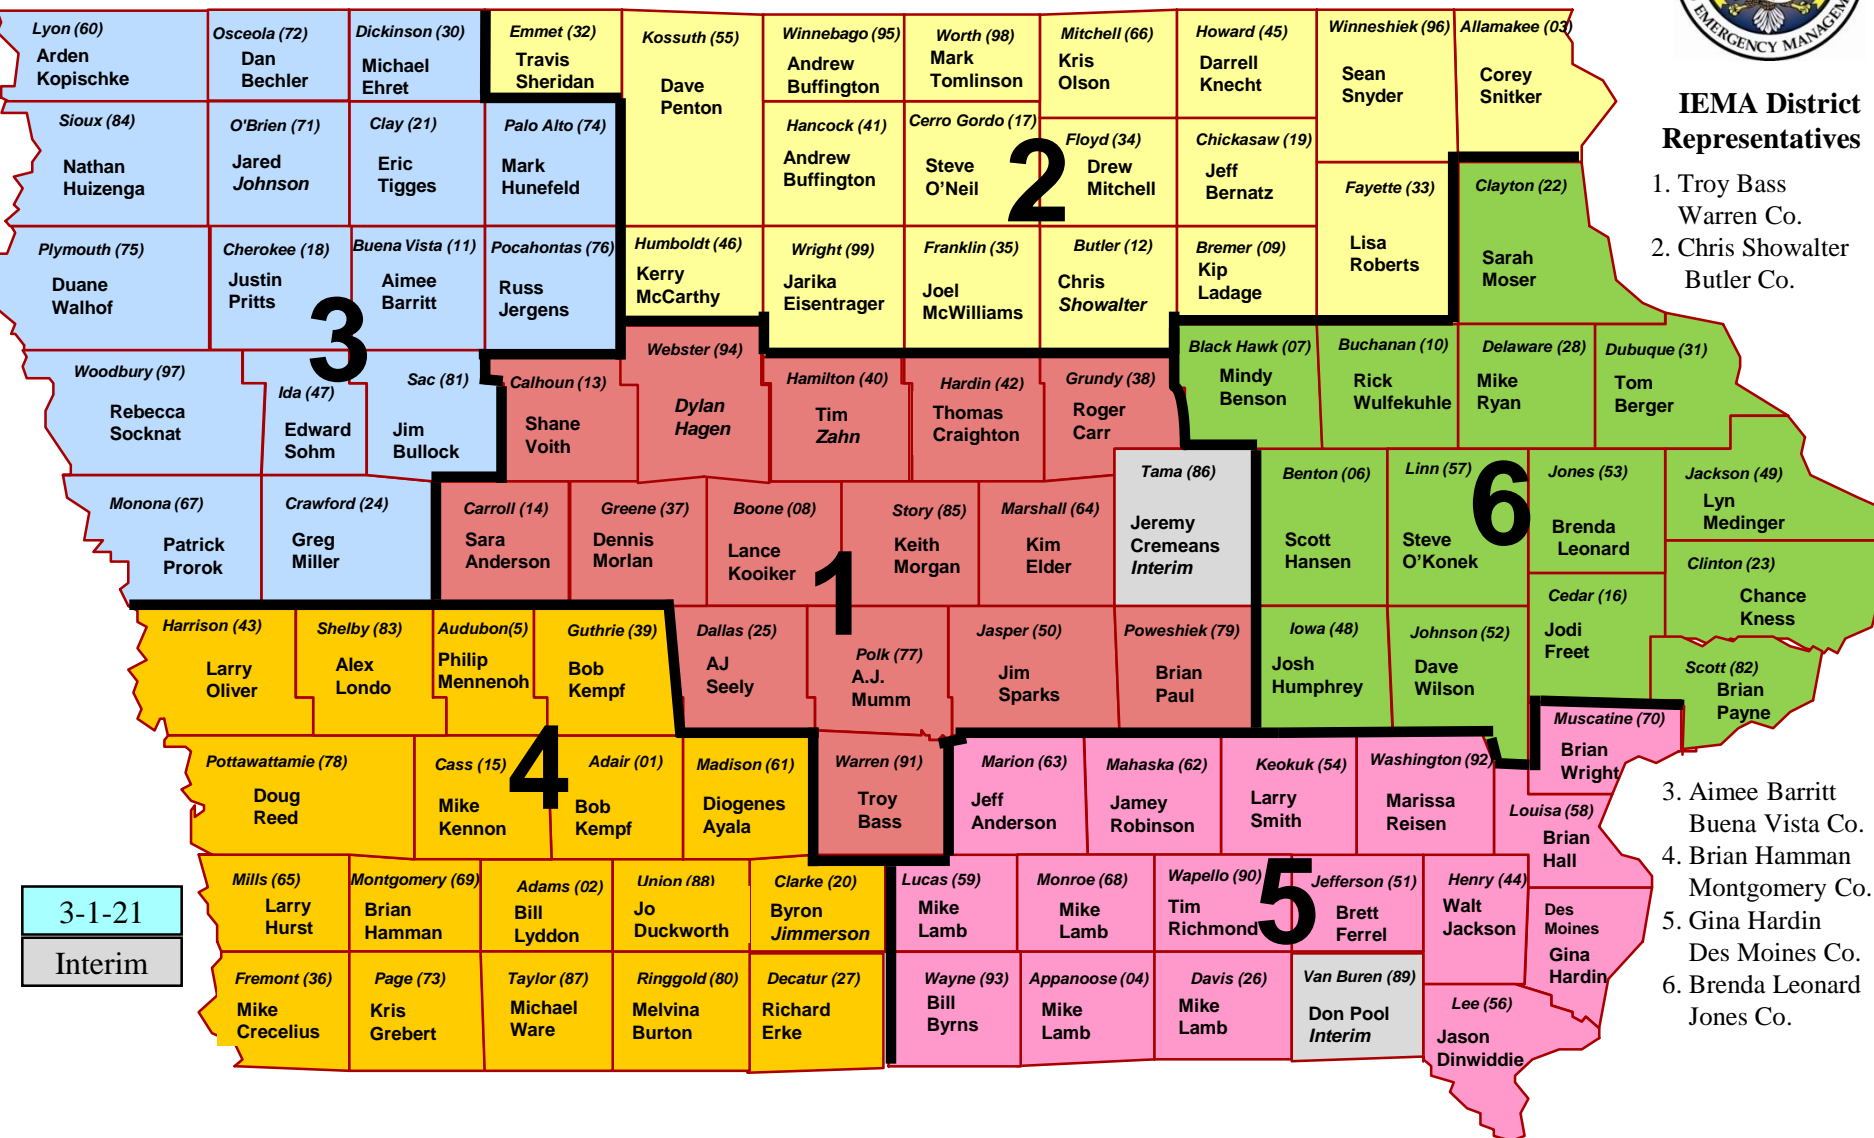 EMERGENCY MANAGEM
IEMA District
Representatives
1. Troy Bass
Warren Co.
2. Chris Showalter
Butler Co.
Lyon (60)
Arden
Kopischke
Osceola (72)
Dan
Bechler
Dickinson (30)
Michael
Ehret
Emmet (32)
Travis
Sheridan
Kossuth (55)
Dave
Penton
Winnebago (95)
Andrew
Buffington
Worth (98)
Mark
Tomlinson
Mitchell (66)
Kris
Olson
Howard (45)
Darrell
Knecht
Winneshiek (96)
Sean
Snyder
Allamakee (03)
Corey
Snitker
Sioux (84)
Nathan
Huizenga
O'Brien (71)
Jared
Johnson
Clay (21)
Eric
Tigges
Palo Alto (74)
Mark
Hunefeld
Hancock (41)
Andrew
Buffington
Cerro Gordo (17)
Steve
O'Neil
2
Floyd (34)
Drew
Mitchell
Chickasaw (19)
Jeff
Bernatz
Fayette (33)
Lisa
Roberts
Clayton (22)
Sarah
Moser
Plymouth (75)
Duane
Walhof
Cherokee (18)
Justin
Pritts
3
Buena Vista (11)
Aimee
Barritt
Pocahontas (76)
Russ
Jergens
Humboldt (46)
Kerry
McCarthy
Wright (99)
Jarika
Eisentrager
Franklin (35)
Joel
McWilliams
Butler (12)
Chris
Showalter
Bremer (09)
Kip
Ladage
Woodbury (97)
Rebecca
Socknat
Ida (47)
Edward
Sohm
Sac (81)
Jim
Bullock
Calhoun (13)
Shane
Voith
Webster (94)
Dylan
Hagen
Hamilton (40)
Tim
Zahn
Hardin (42)
Thomas
Craighton
Grundy (38)
Roger
Carr
Black Hawk (07)
Mindy
Benson
Buchanan (10)
Rick
Wulfekuhle
Delaware (28)
Mike
Ryan
Dubuque (31)
Tom
Berger
Monona (67)
Patrick
Prorok
Crawford (24)
Greg
Miller
Carroll (14)
Sara
Anderson
Greene (37)
Dennis
Morlan
Boone (08)
Lance
Kooiker
1
Story (85)
Keith
Morgan
Marshall (64)
Kim
Elder
Tama (86)
Jeremy
Cremeans
Interim
Benton (06)
Scott
Hansen
Linn (57)
Steve
O'Konek
6
Jones (53)
Brenda
Leonard
Jackson (49)
Lyn
Medinger
Clinton (23)
Chance
Kness
Cedar (16)
Jodi
Freet
Scott (82)
Brian
Payne
Harrison (43)
Larry
Oliver
Shelby (83)
Alex
Londo
Audubon(5)
Philip
Mennenoh
Guthrie (39)
Bob
Kempf
Dallas (25)
AJ
Seely
Polk (77)
A.J.
Mumm
Jasper (50)
Jim
Sparks
Poweshiek (79)
Brian
Paul
Iowa (48)
Josh
Humphrey
Johnson (52)
Dave
Wilson
Muscatine (70)
Brian
Wright
Pottawattamie (78)
Doug
Reed
Cass (15)
Mike
Kennon
4
Adair (01)
Bob
Kempf
Madison (61)
Diogenes
Ayala
Warren (91)
Troy
Bass
Marion (63)
Jeff
Anderson
Mahaska (62)
Jamey
Robinson
Keokuk (54)
Larry
Smith
Washington (92)
Marissa
Reisen
Louisa (58)
Brian
Hall
Mills (65)
Larry
Hurst
Montgomery (69)
Brian
Hamman
Adams (02)
Bill
Lyddon
Union (88)
Jo
Duckworth
Clarke (20)
Byron
Jimmerson
Lucas (59)
Mike
Lamb
Monroe (68)
Mike
Lamb
Wapello (90)
Tim
Richmond
5
Jefferson (51)
Brett
Ferrel
Henry (44)
Walt
Jackson
Des
Moines
Gina
Hardin
Fremont (36)
Mike
Crecelius
Page (73)
Kris
Grebert
Taylor (87)
Michael
Ware
Ringgold (80)
Melvina
Burton
Decatur (27)
Richard
Erke
Wayne (93)
Bill
Byrns
Appanoose (04)
Mike
Lamb
Davis (26)
Mike
Lamb
Van Buren (89)
Don Pool
Interim
Lee (56)
Jason
Dinwiddie
3-1-21
Interim
3. Aimee Barritt
Buena Vista Co.
4. Brian Hamman
Montgomery Co.
5. Gina Hardin
Des Moines Co.
6. Brenda Leonard
Jones Co.